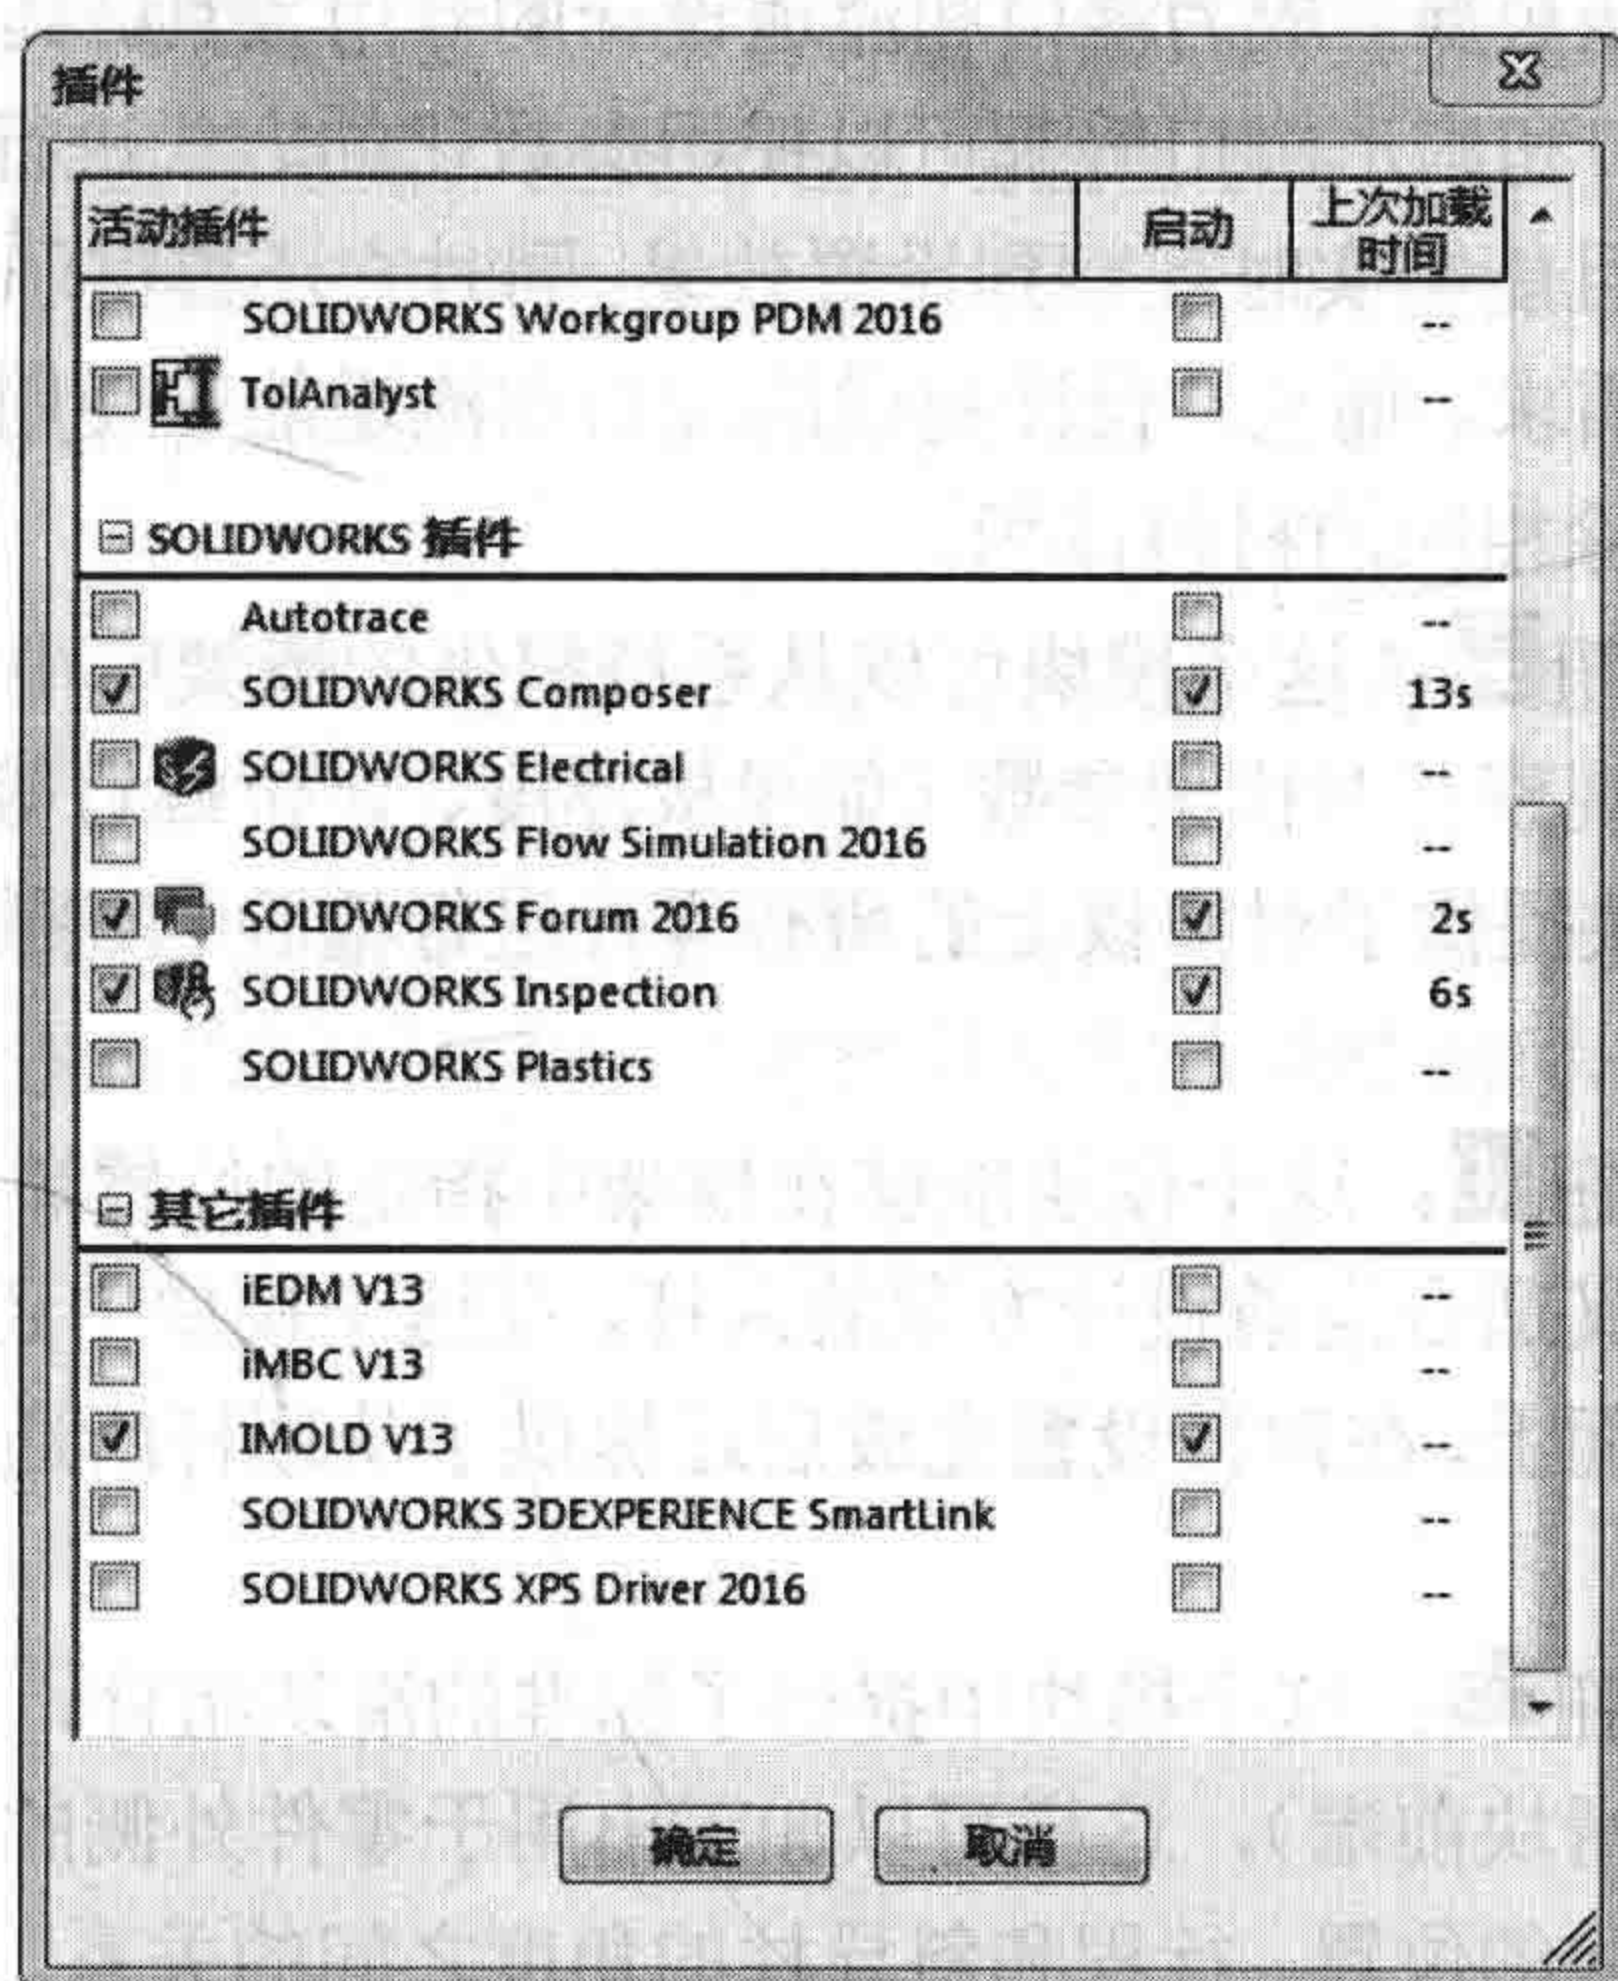 插件
活动插件 启动 上次加载时间
SOLIDWORKS Workgroup PDM 2016 --
TolAnalyst --
SOLIDWORKS 插件
Autotrace --
SOLIDWORKS Composer 13s
SOLIDWORKS Electrical --
SOLIDWORKS Flow Simulation 2016 --
SOLIDWORKS Forum 2016 2s
SOLIDWORKS Inspection 6s
SOLIDWORKS Plastics --
其它插件
iEDM V13 --
iMBC V13 --
IMOLD V13 --
SOLIDWORKS 3DEXPERIENCE SmartLink --
SOLIDWORKS XPS Driver 2016 --
确定 取消